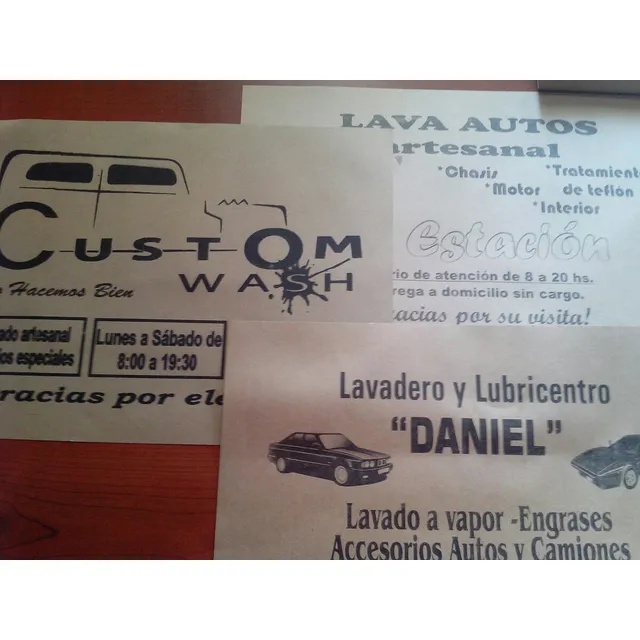 LAVA AUTOS
artesanal
*Chasis
*Tratamiento
*Motor
de teflón
*Interior
Estación
rio de atención de 8 a 20 hs.
rega a domicilio sin cargo.
racias por su visita!
CUSTOM
WASH
o Hacemos Bien
ado artesanal
ios especiales
Lunes a Sábado de
8:00 a 19:30
racias por ele
Lavadero y Lubricentro
"DANIEL"
Lavado a vapor -Engrases
Accesorios Autos y Camiones